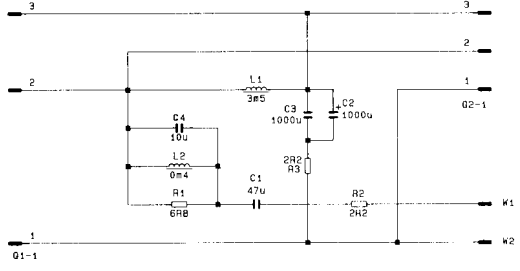 3
3
2
2
L1
3m5
1
Q2-1
C3
1000u
C2
+
1000u
C4
10u
L2
0m4
2R2
R3
R1
6R8
C1
47u
R2
2R2
W1
1
Q1-1
W2